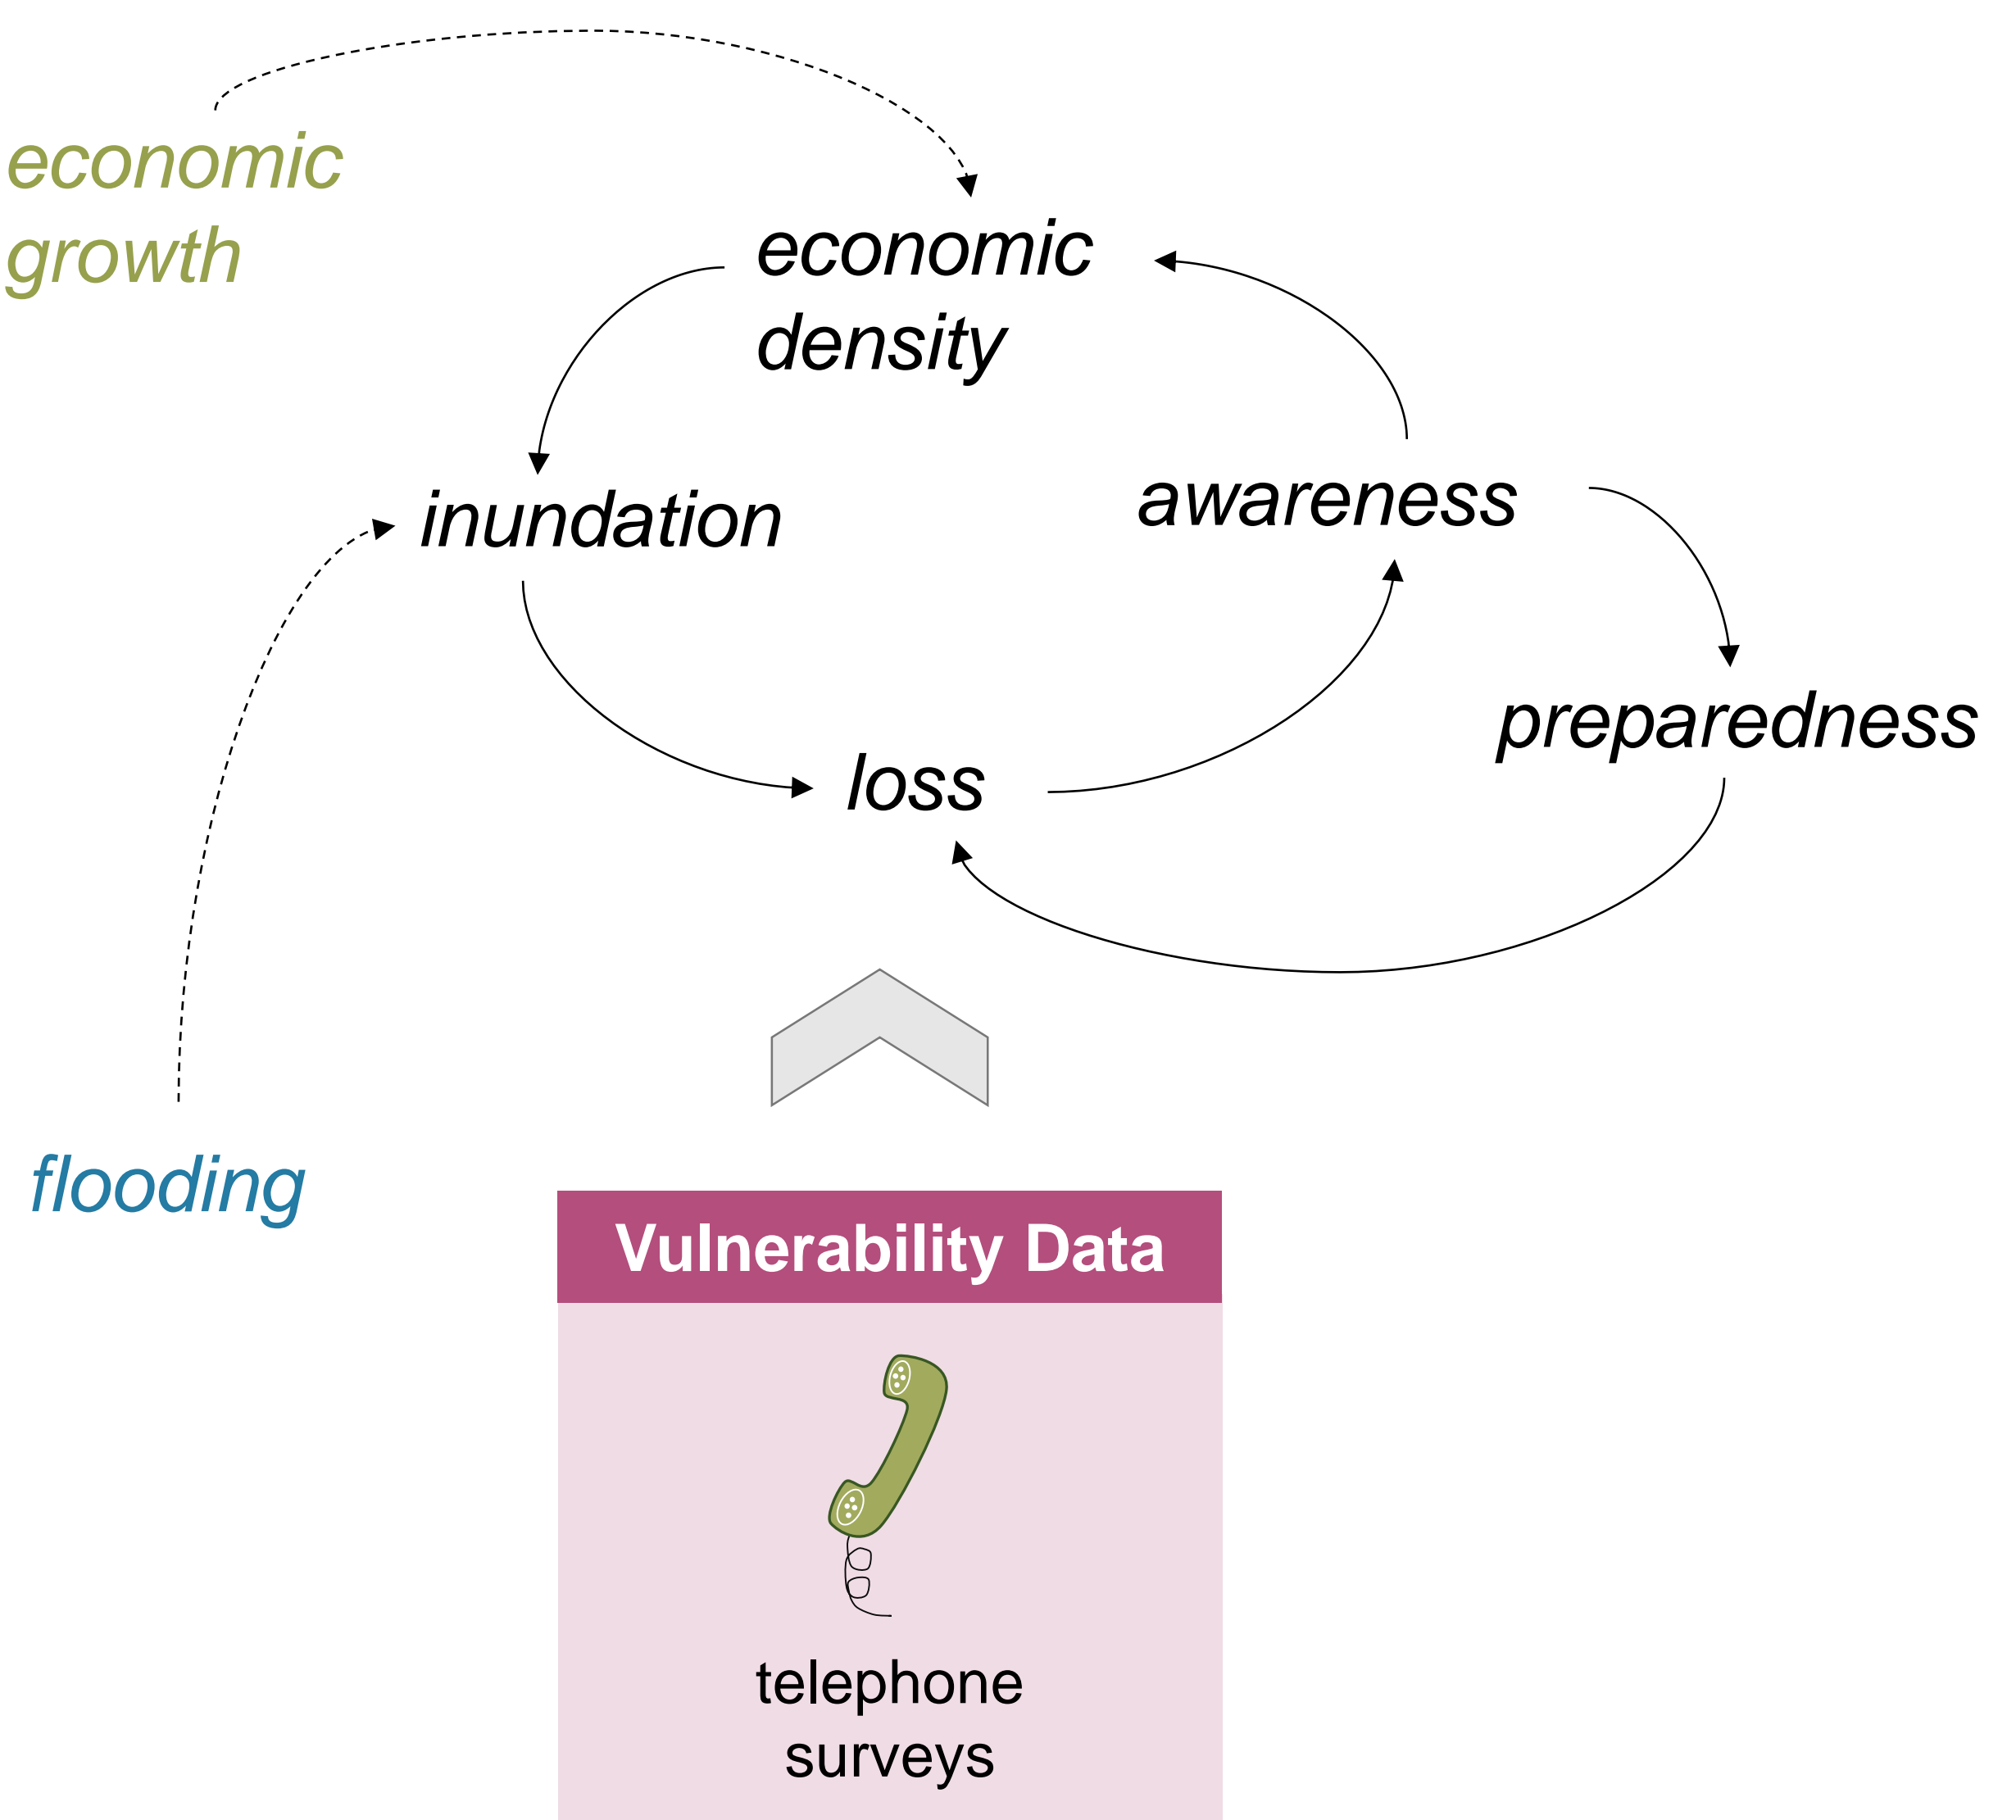 economic
growth
economic
density
inundation
awareness
preparedness
loss
flooding
Vulnerability Data
telephone
surveys